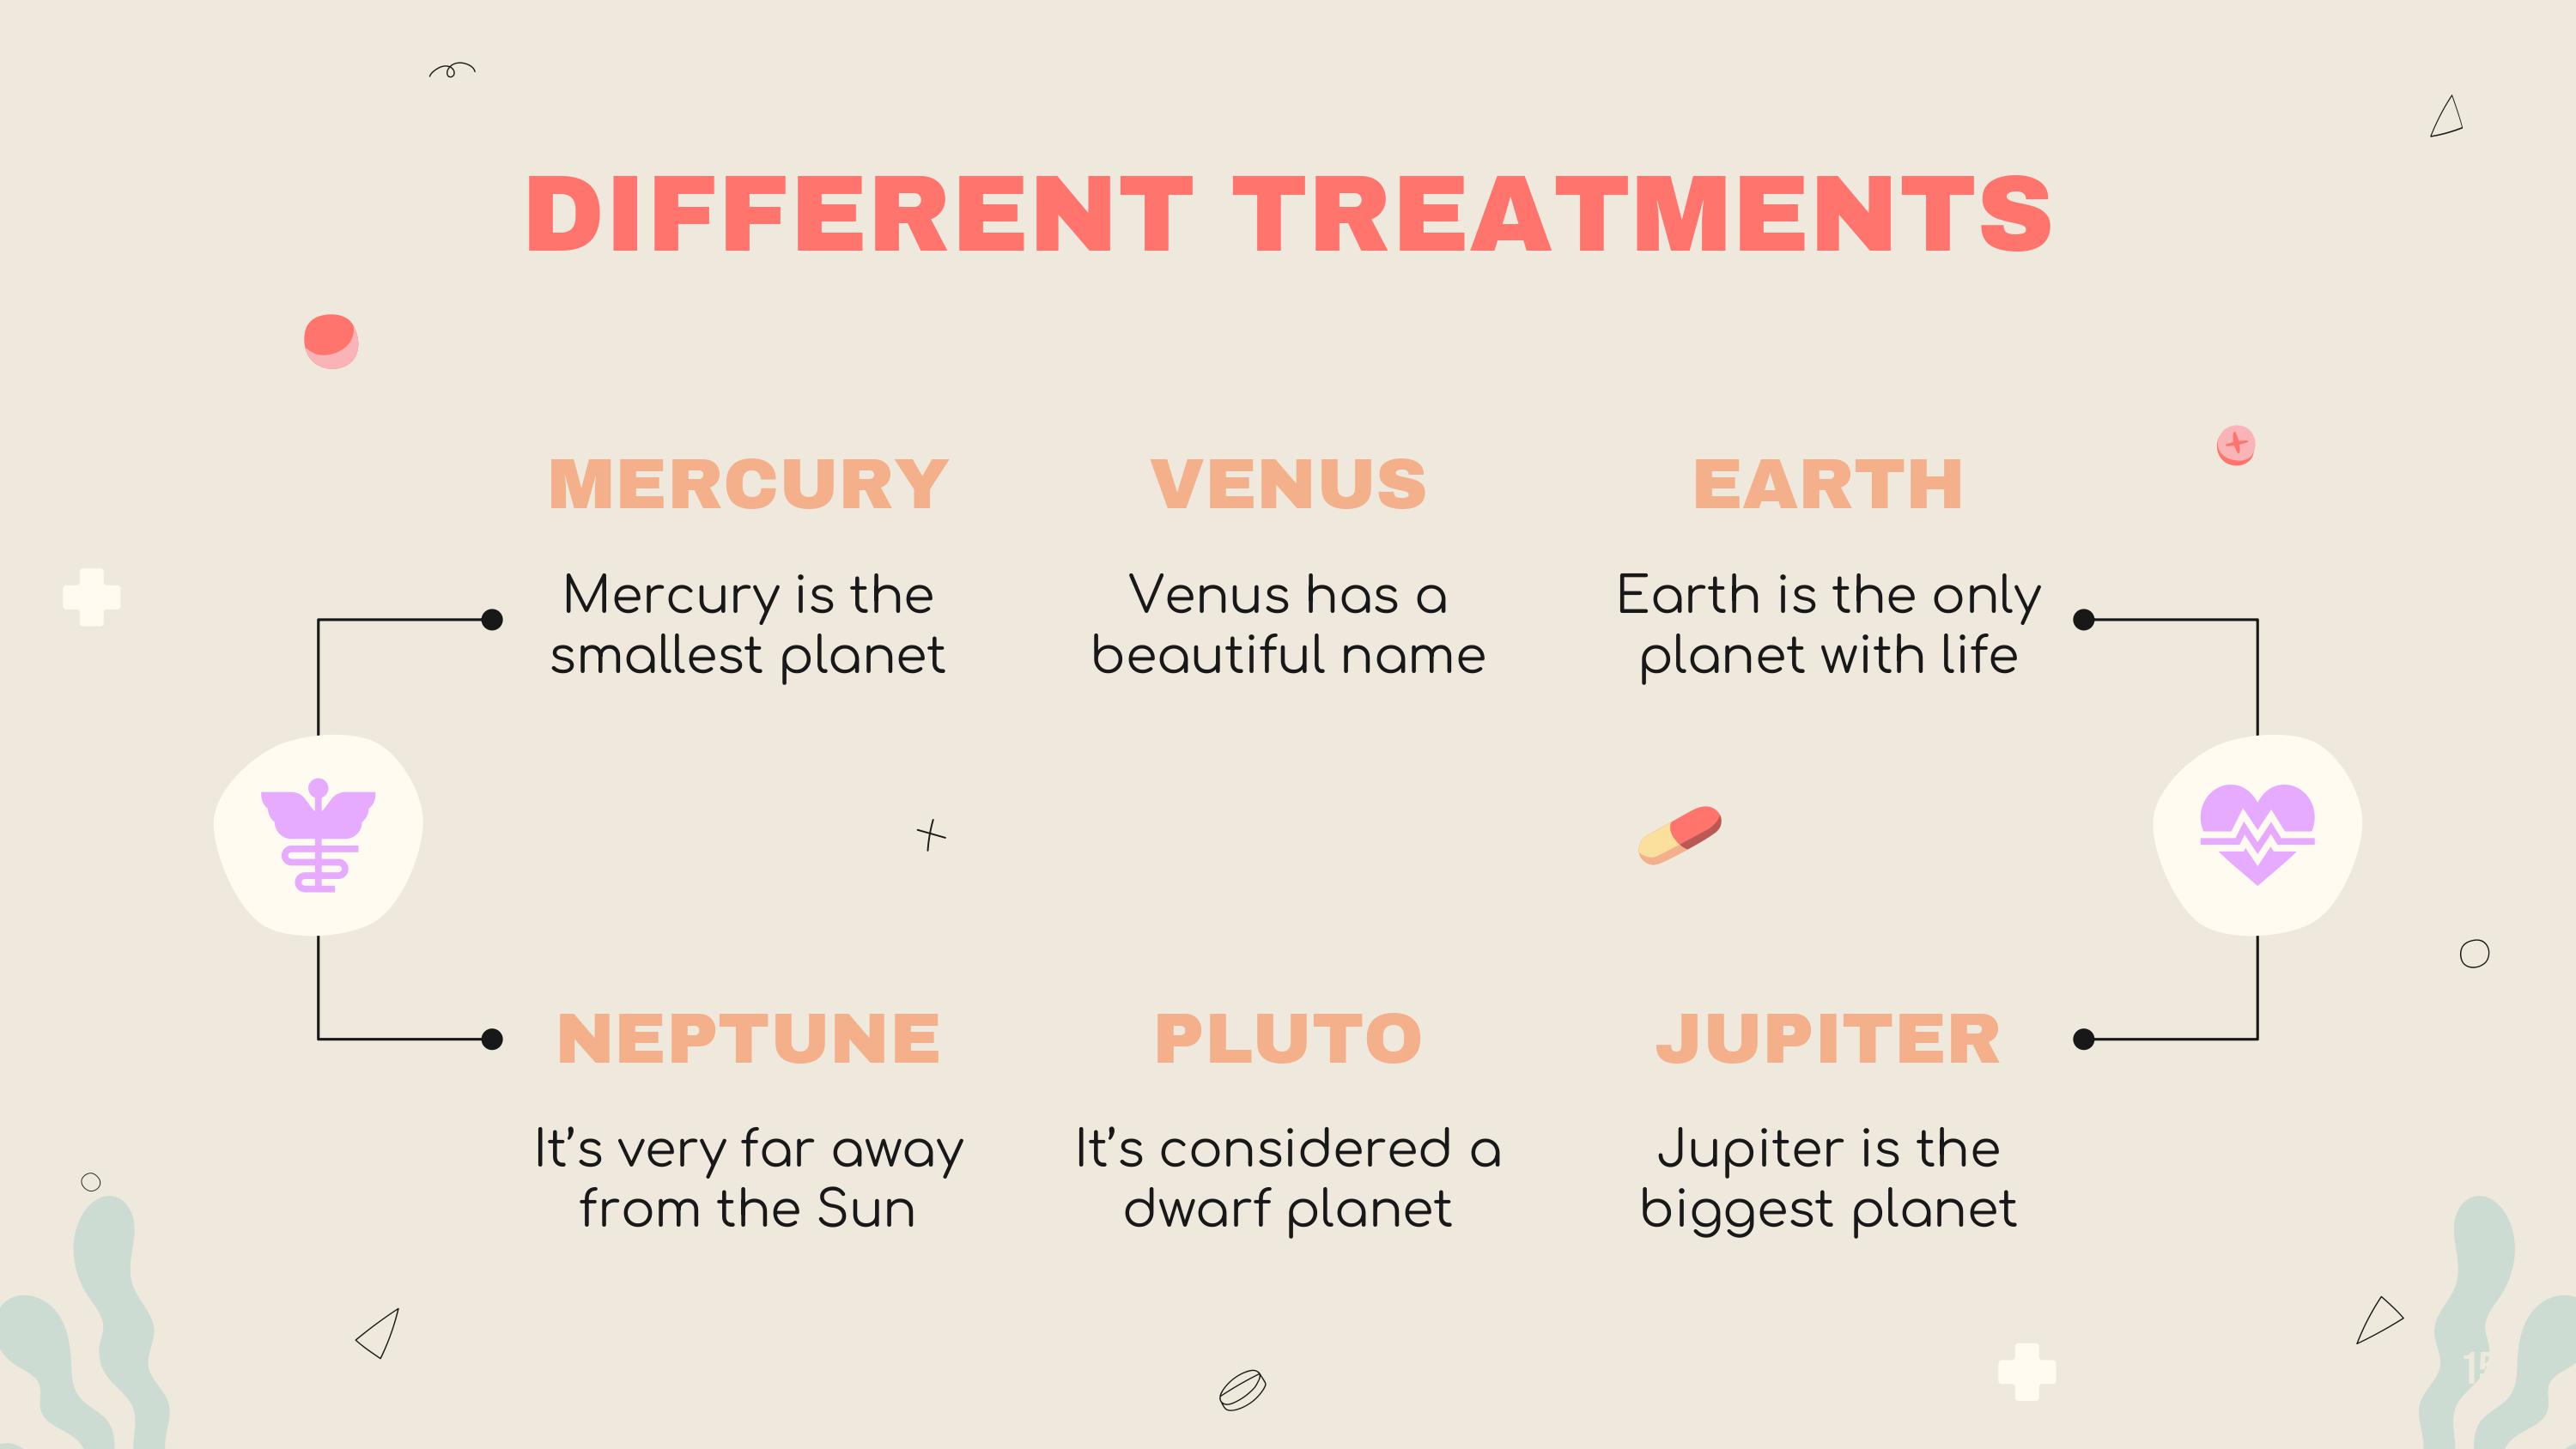 DIFFERENT TREATMENTS
MERCURY
Mercury is the
smallest planet
VENUS
Venus has a
beautiful name
EARTH
Earth is the only
planet with life
NEPTUNE
It’s very far away
from the Sun
PLUTO
It’s considered a
dwarf planet
JUPITER
Jupiter is the
biggest planet
15